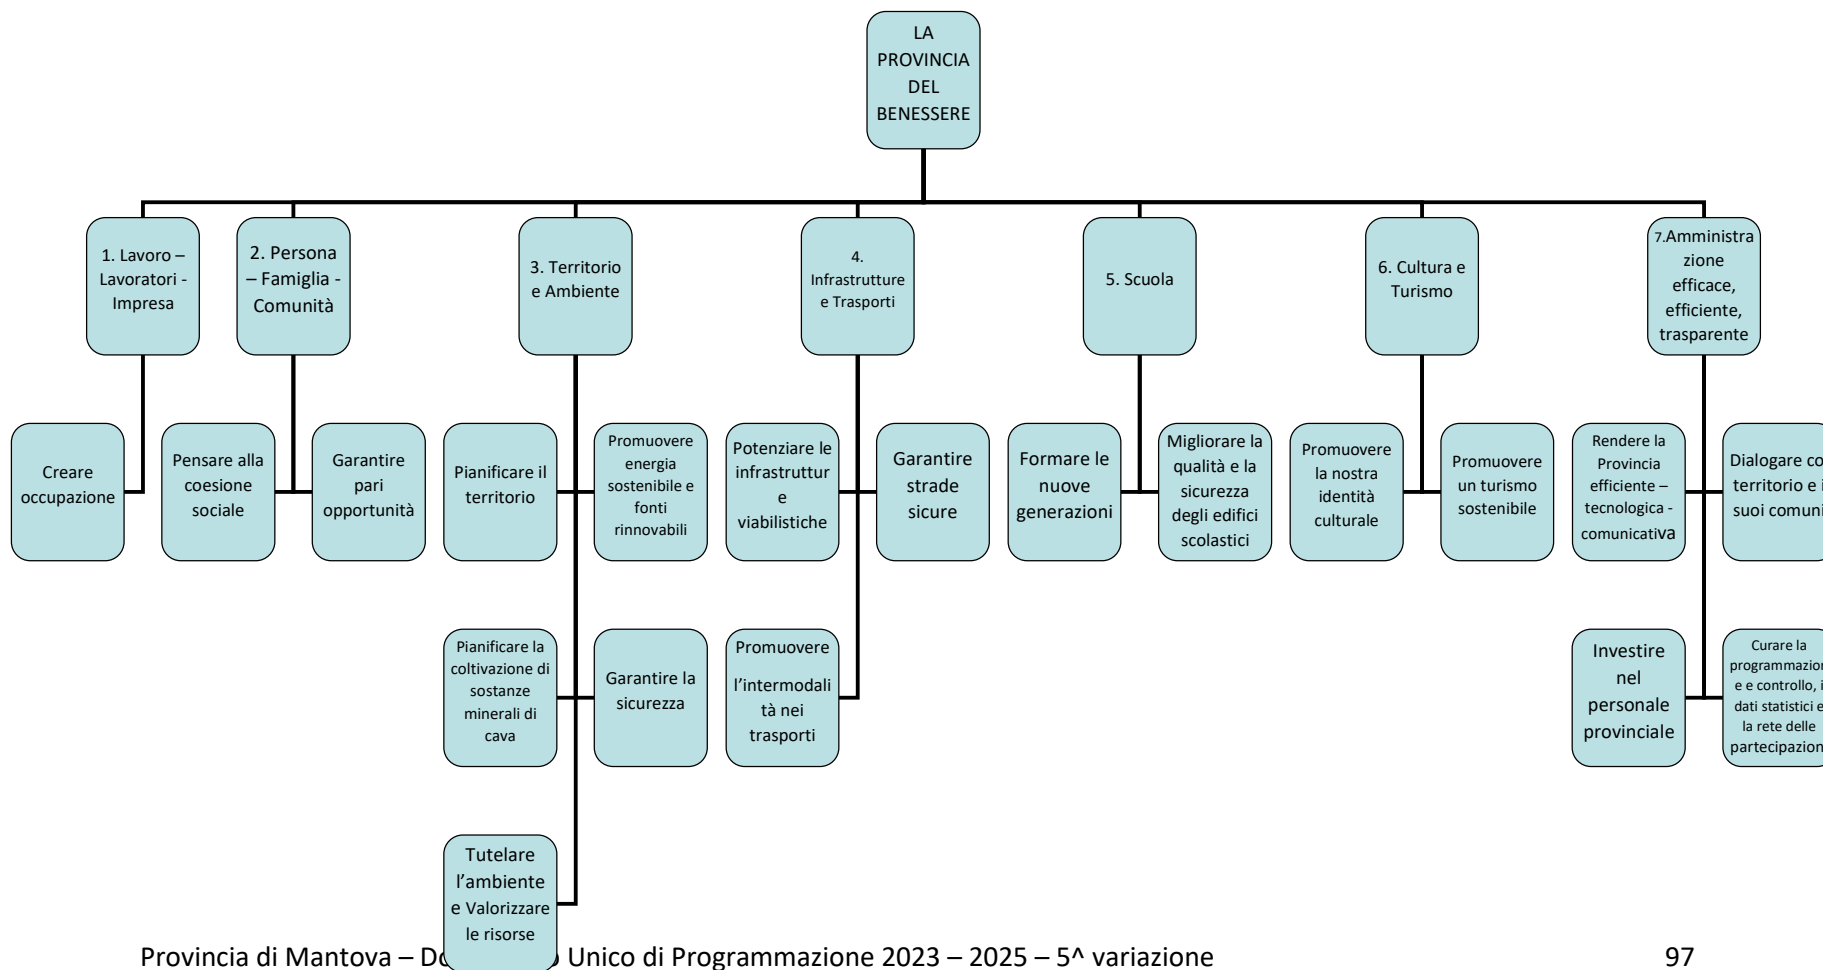 LA
PROVINCIA
DEL
BENESSERE
1. Lavoro –
Lavoratori -
Impresa
2. Persona
– Famiglia -
Comunità
3. Territorio
e Ambiente
4.
Infrastrutture
e Trasporti
5. Scuola
6. Cultura e
Turismo
7.Amministra
zione
efficace,
efficiente,
trasparente
Creare
occupazione
Pensare alla
coesione
sociale
Garantire
pari
opportunità
Pianificare il
territorio
Promuovere
energia
sostenibile e
fonti
rinnovabili
Potenziare le
infrastruttur
e
viabilistiche
Garantire
strade
sicure
Formare le
nuove
generazioni
Migliorare la
qualità e la
sicurezza
degli edifici
scolastici
Promuovere
la nostra
identità
culturale
Promuovere
un turismo
sostenibile
Rendere la
Provincia
efficiente –
tecnologica -
comunicativa
Dialogare co
territorio e i
suoi comuni
Pianificare la
coltivazione di
sostanze
minerali di
cava
Garantire la
sicurezza
Promuovere
l’intermodali
tà nei
trasporti
Investire
nel
personale
provinciale
Curare la
programmazion
e e controllo, i
dati statistici e
la rete delle
partecipazion
Tutelare
l’ambiente
e Valorizzare
le risorse
Provincia di Mantova – Do Unico di Programmazione 2023 – 2025 – 5^ variazione 97